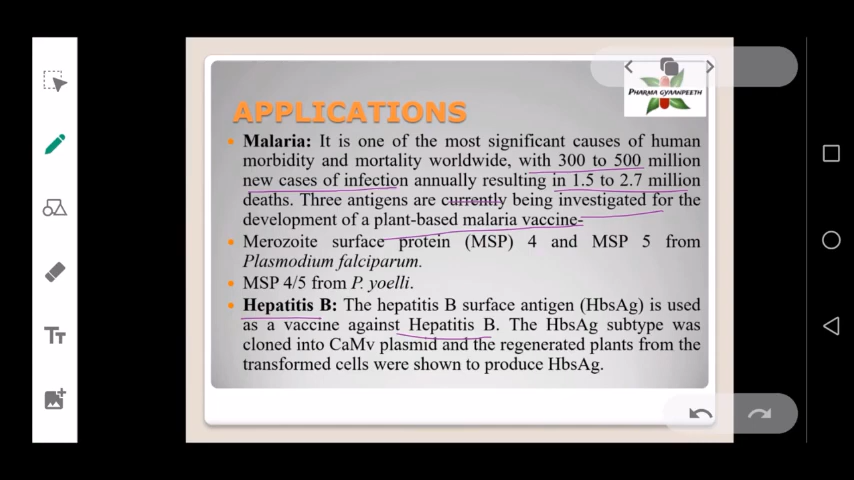 PHARMA GYANPEETH
APPLICATIONS
• Malaria: It is one of the most significant causes of human
morbidity and mortality worldwide, with 300 to 500 million
new cases of infection annually resulting in 1.5 to 2.7 million
deaths. Three antigens are currently being investigated for the
development of a plant-based malaria vaccine-
• Merozoite surface protein (MSP) 4 and MSP 5 from
Plasmodium falciparum.
• MSP 4/5 from P. yoelli.
• Hepatitis B: The hepatitis B surface antigen (HbsAg) is used
as a vaccine against Hepatitis B. The HbsAg subtype was
cloned into CaMv plasmid and the regenerated plants from the
transformed cells were shown to produce HbsAg.
TT